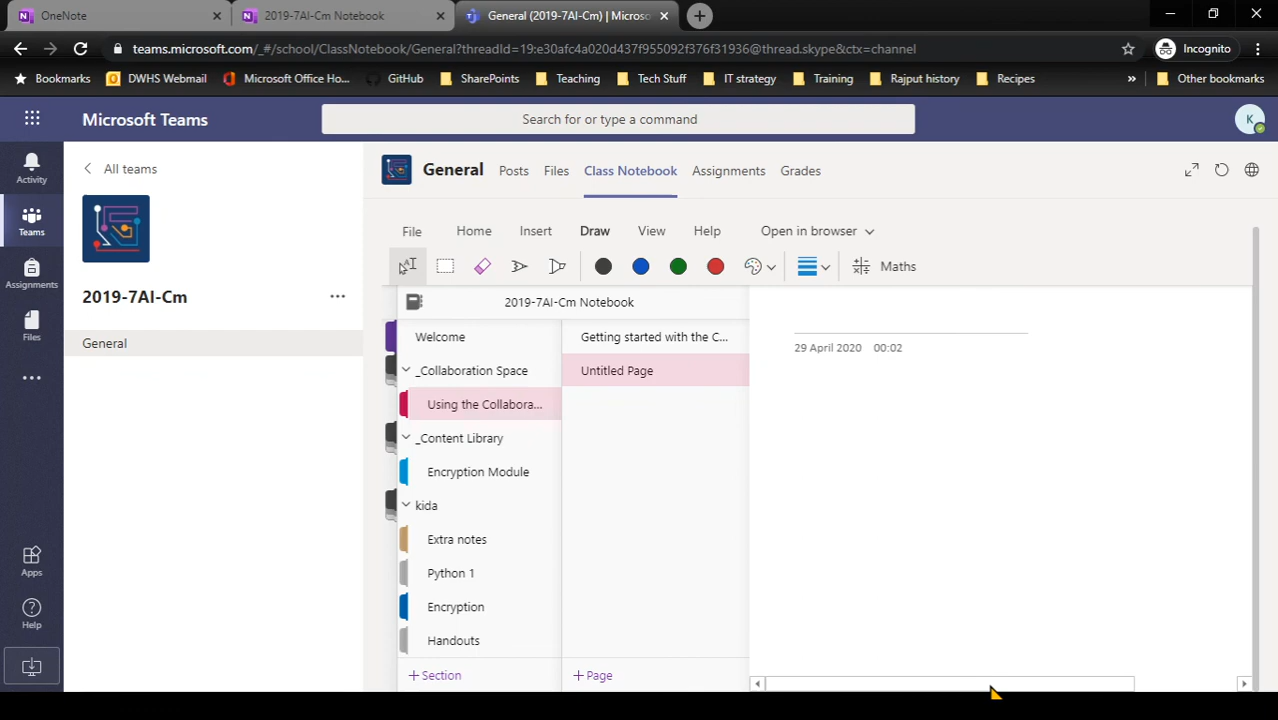 OneNote
2019-7AI-Cm Notebook
General (2019-7AI-Cm) | Microso
teams.microsoft.com/_#/school/ClassNotebook/General?threadId=19:e30afc4a020d437f955092f376f31936@thread.skype&ctx=channel
Incognito
Bookmarks
DWHS Webmail
Microsoft Office Ho...
GitHub
SharePoints
Teaching
Tech Stuff
IT strategy
Training
Rajput history
Recipes
»
Other bookmarks
Microsoft Teams
Search for or type a command
K
Activity
Teams
Assignments
Files
Apps
Help
All teams
2019-7AI-Cm
General
General
Posts
Files
Class Notebook
Assignments
Grades
File
Home
Insert
Draw
View
Help
Open in browser
Maths
2019-7AI-Cm Notebook
Welcome
_Collaboration Space
Using the Collabora...
_Content Library
Encryption Module
kida
Extra notes
Python 1
Encryption
Handouts
+ Section
Getting started with the C...
Untitled Page
+ Page
29 April 2020 00:02